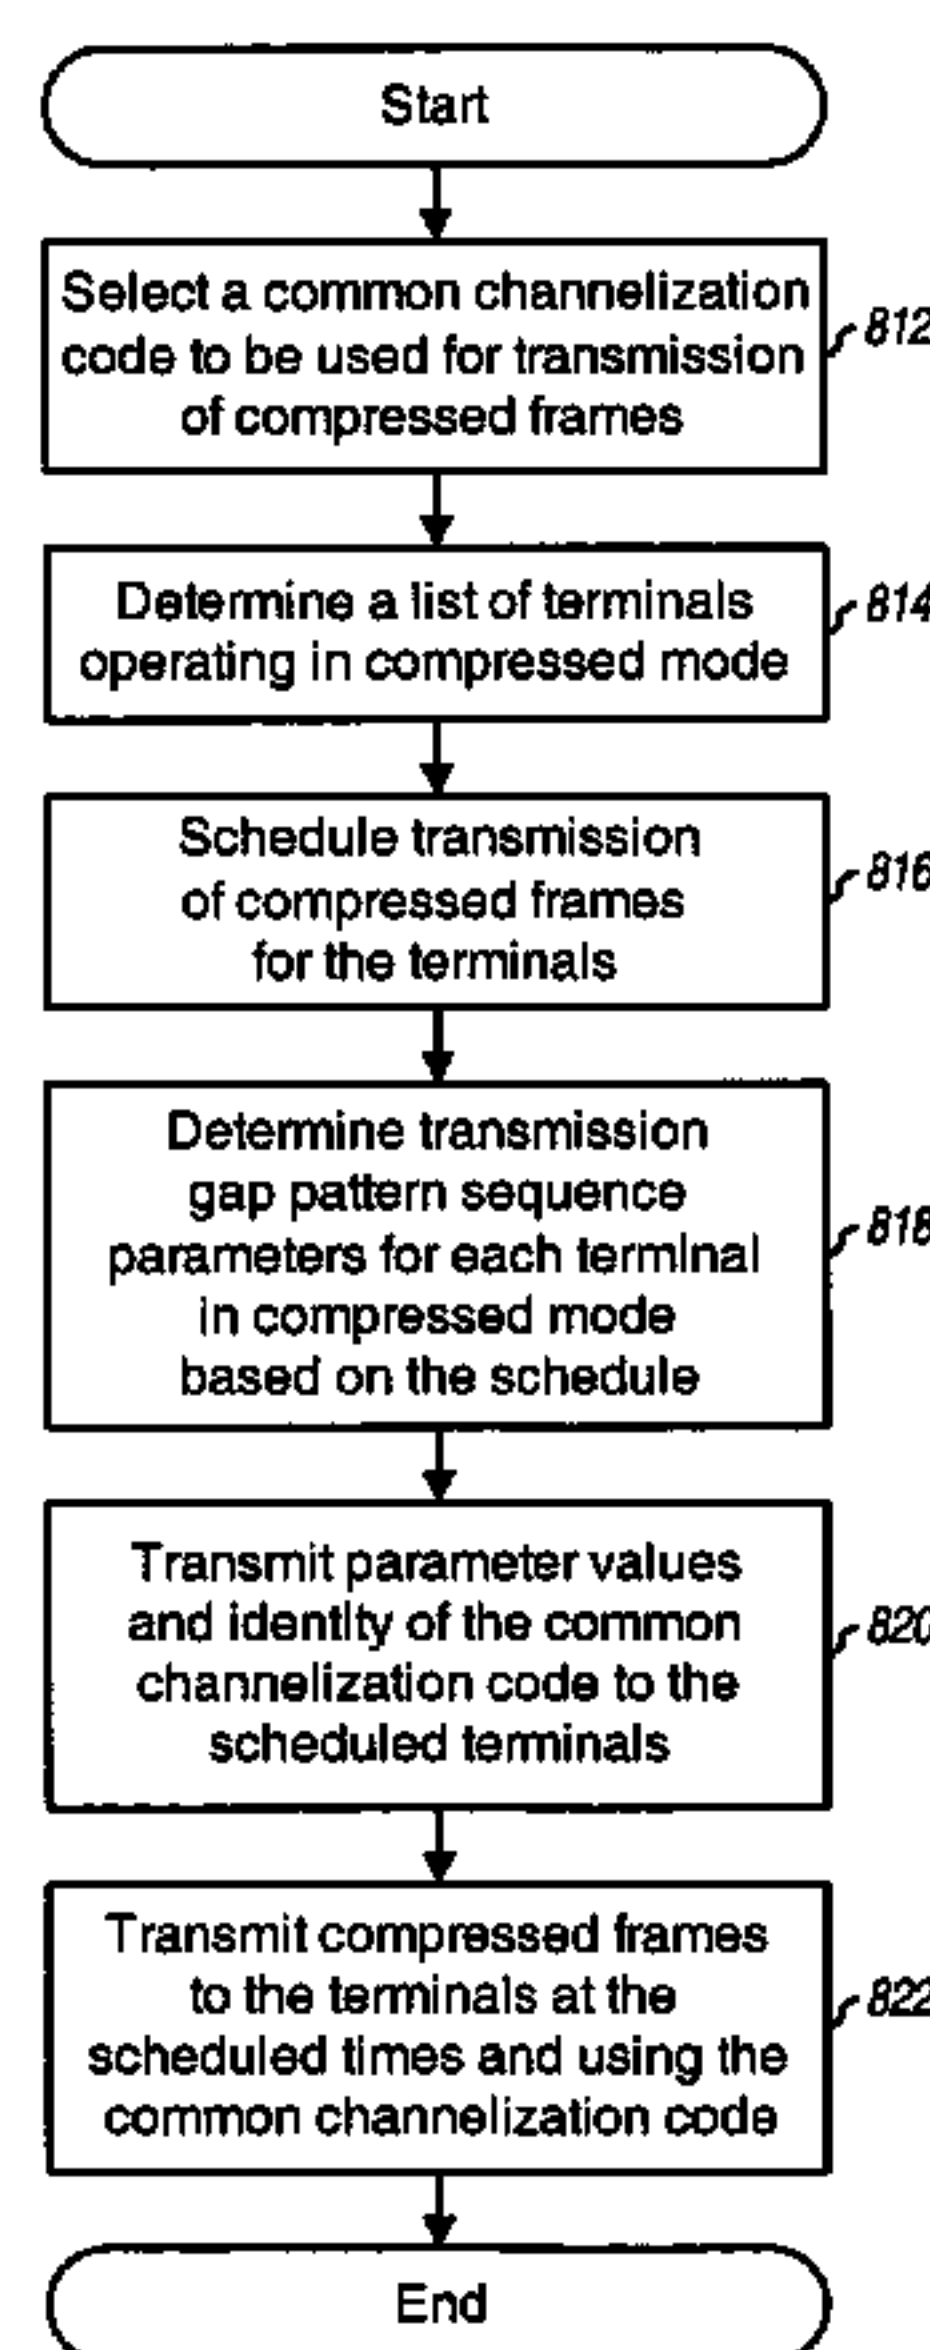 Start
Select a common channelization
code to be used for transmission
of compressed frames
812
Determine a list of terminals
operating in compressed mode
814
Schedule transmission
of compressed frames
for the terminals
816
Determine transmission
gap pattern sequence
parameters for each terminal
in compressed mode
based on the schedule
818
Transmit parameter values
and identity of the common
channelization code to the
scheduled terminals
820
Transmit compressed frames
to the terminals at the
scheduled times and using the
common channelization code
822
End